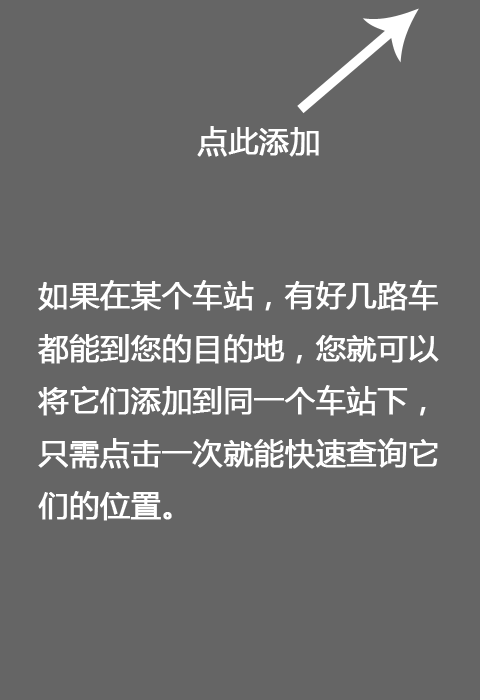 点此添加
如果在某个车站，有好几路车
都能到您的目的地，您就可以
将它们添加到同一个车站下，
只需点击一次就能快速查询它
们的位置。